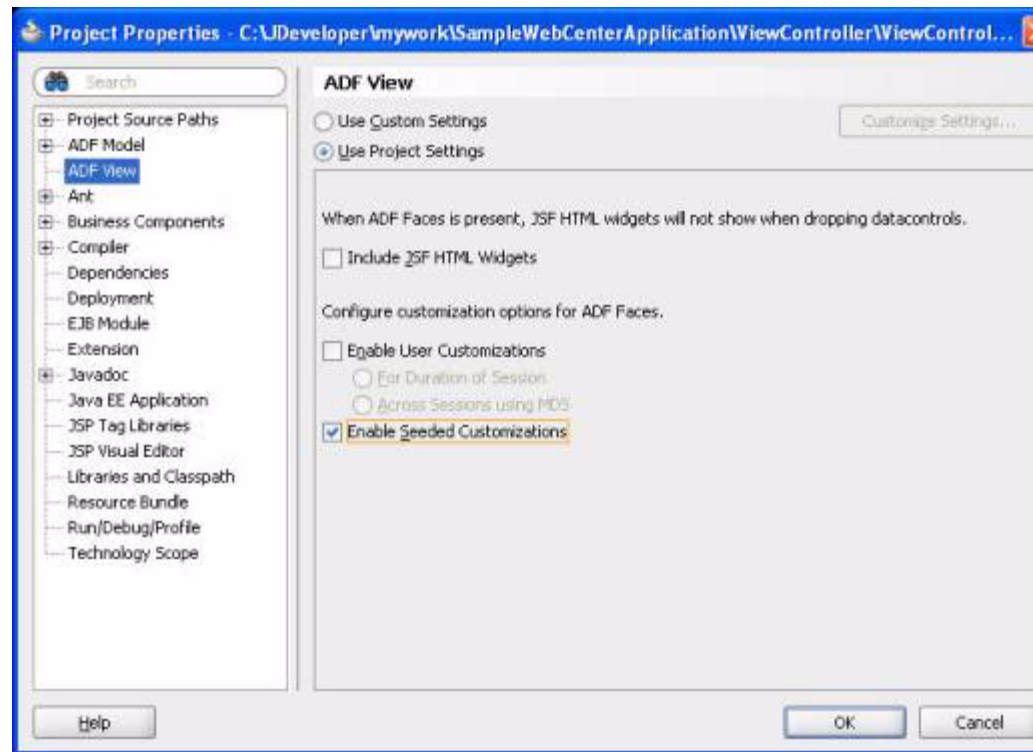 Project Properties - C:\JDeveloper\mywork\SampleWebCenterApplication\ViewController\ViewControl...
Search
Project Source Paths
ADF Model
ADF View
Ant
Business Components
Compiler
Dependencies
Deployment
EJB Module
Extension
Javadoc
Java EE Application
JSP Tag Libraries
JSP Visual Editor
Libraries and Classpath
Resource Bundle
Run/Debug/Profile
Technology Scope
ADF View
Use Custom Settings
Customize Settings...
Use Project Settings
When ADF Faces is present, JSF HTML widgets will not show when dropping datacontrols.
Include JSF HTML Widgets
Configure customization options for ADF Faces.
Enable User Customizations
For Duration of Session
Across Sessions using MDS
Enable Seeded Customizations
Help
OK
Cancel